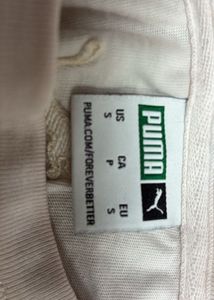 PUMA
US CA EU
S P S
PUMA.COM/FOREVERBETTER